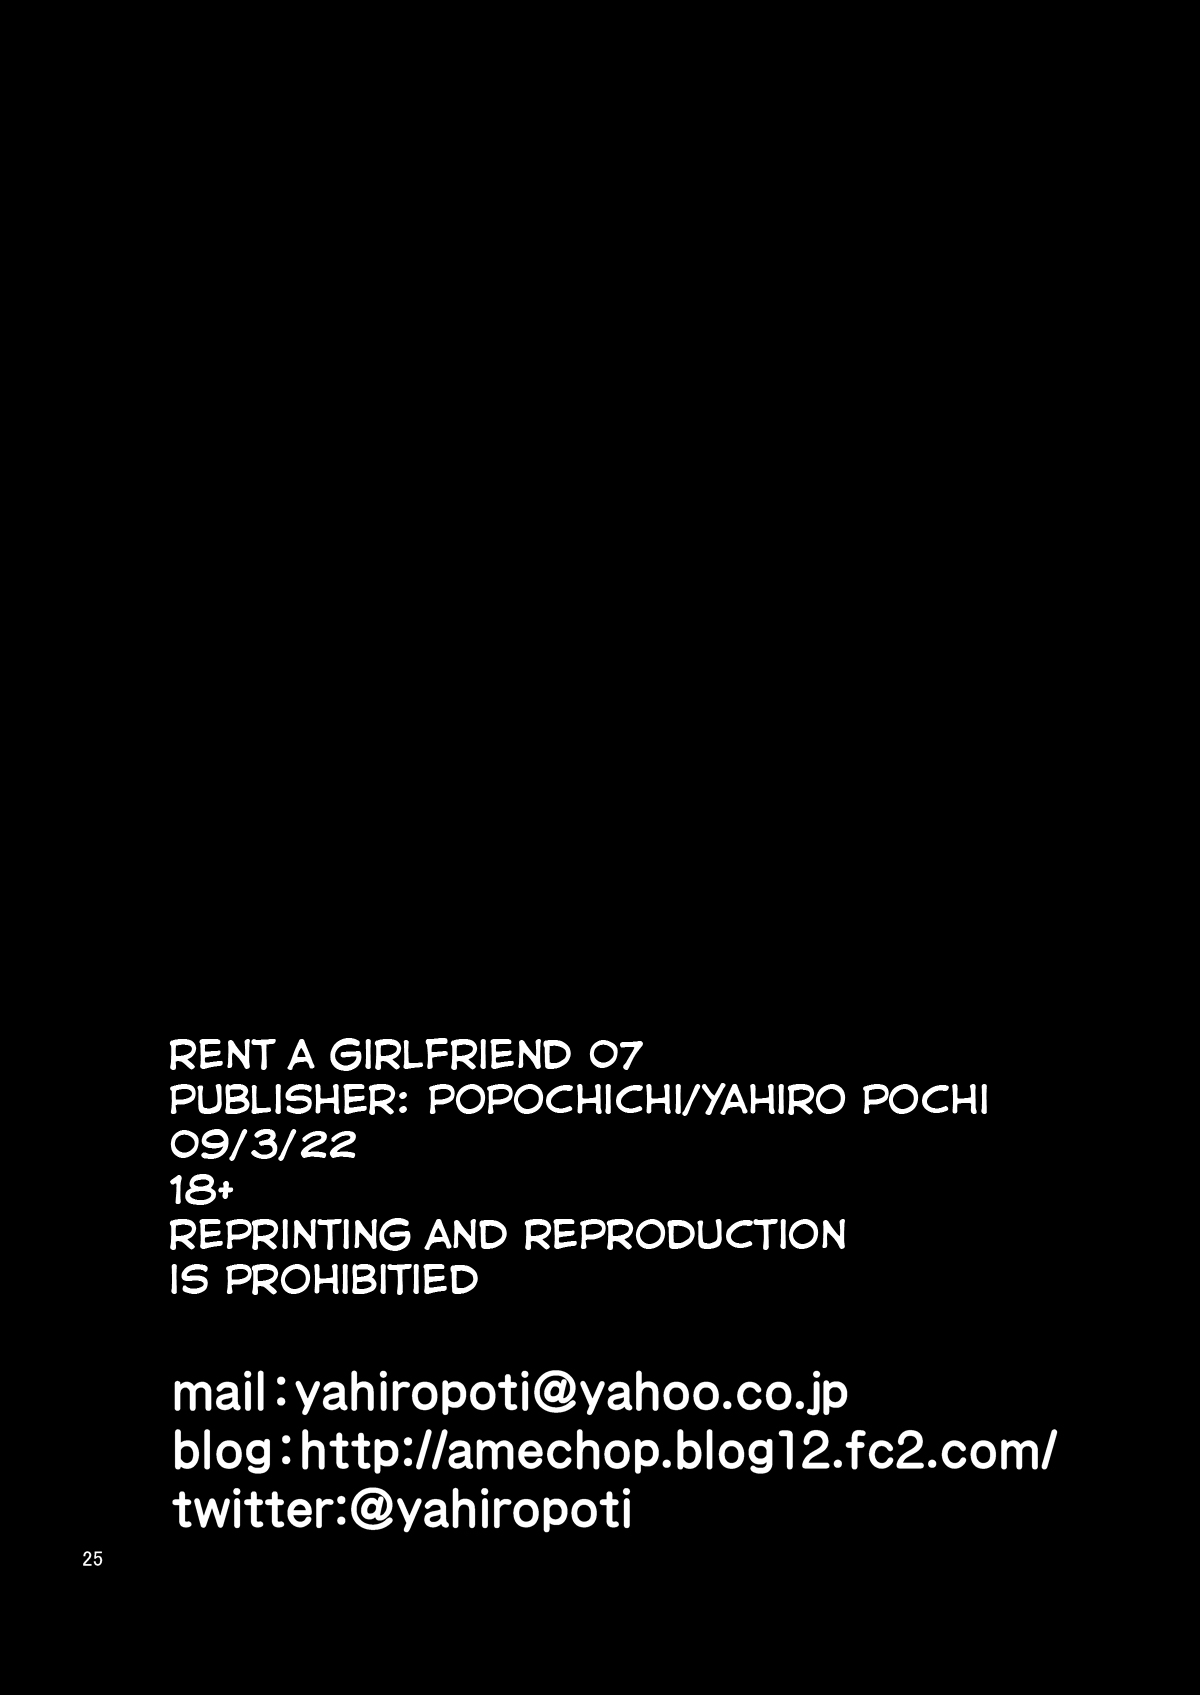 RENT A GIRLFRIEND 07
PUBLISHER: POPOCHICHI/YAHIRO POCHI
09/3/22
18+
REPRINTING AND REPRODUCTION
IS PROHIBITIED
mail:yahiropoti@yahoo.co.jp
blog:http://amechop.blog12.fc2.com/
twitter:@yahiropoti
25